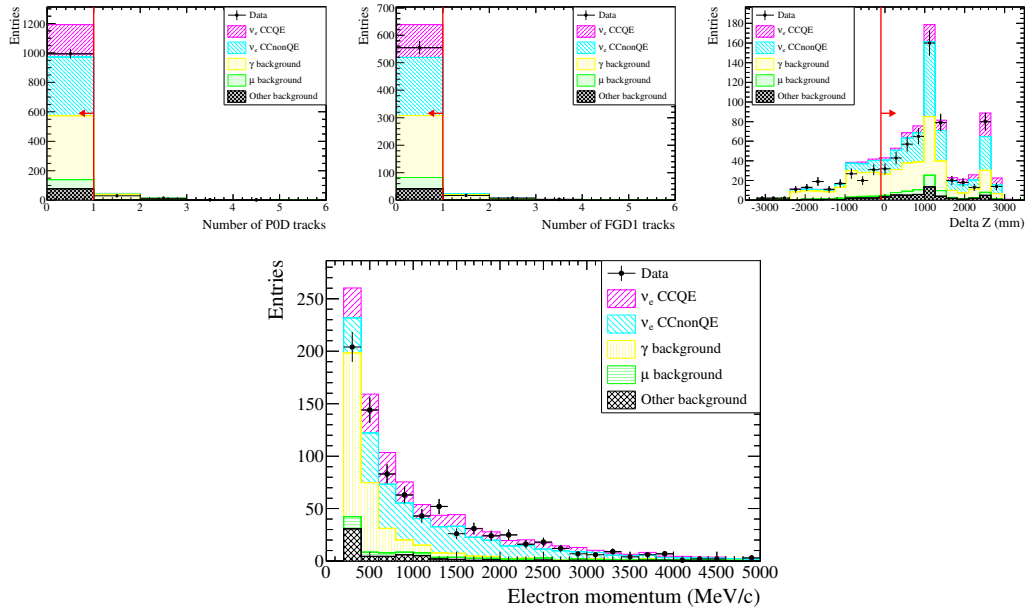 Entries
1200
1000
800
600
400
200
0
0 1 2 3 4 5 6
Number of P0D tracks
Data
νe CCQE
νe CCnonQE
γ background
μ background
Other background
Entries
700
600
500
400
300
200
100
0
0 1 2 3 4 5 6
Number of FGD1 tracks
Data
νe CCQE
νe CCnonQE
γ background
μ background
Other background
Entries
180
160
140
120
100
80
60
40
20
0
-3000 -2000 -1000 0 1000 2000 3000
Delta Z (mm)
Data
νe CCQE
νe CCnonQE
γ background
μ background
Other background
Entries
250
200
150
100
50
0
0 500 1000 1500 2000 2500 3000 3500 4000 4500 5000
Electron momentum (MeV/c)
Data
νe CCQE
νe CCnonQE
γ background
μ background
Other background